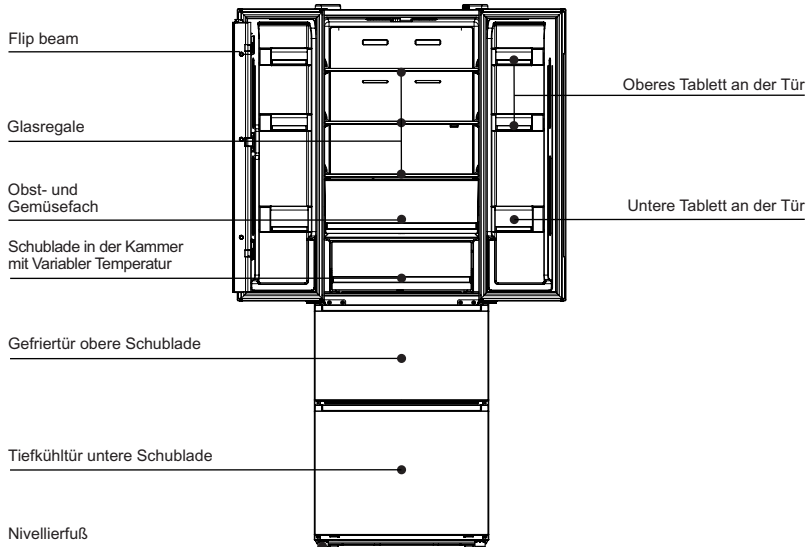 Flip beam
Oberes Tablett an der Tür
Glasregale
Obst- und
Gemüsefach
Untere Tablett an der Tür
Schublade in der Kammer
mit Variabler Temperatur
Gefriertür obere Schublade
Tiefkühltür untere Schublade
Nivellierfuß